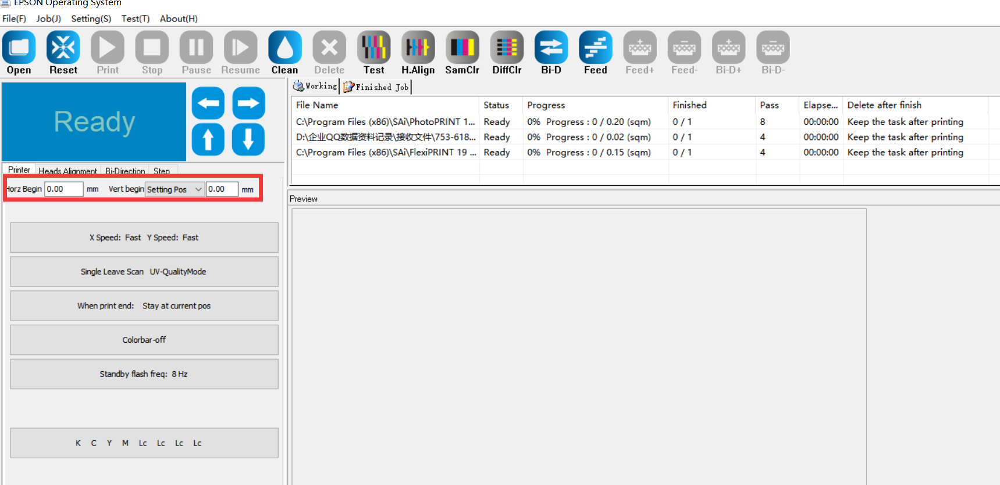 EPSON Operating System
File(F) Job(J) Setting(S) Test(T) About(H)
Open Reset Print Stop Pause Resume Clean Delete Test H.Align SamClr DiffClr Bi-D Feed Feed+ Feed- Bi-D+ Bi-D-
Ready
Working Finished Job
File Name Status Progress Finished Pass Elapse... Delete after finish
C:\Program Files (x86)\SAi\PhotoPRINT 1... Ready 0% Progress : 0 / 0.20 (sqm) 0 / 1 8 00:00:00 Keep the task after printing
D:\企业QQ数据资料记录\接收文件\753-618... Ready 0% Progress : 0 / 0.02 (sqm) 0 / 1 4 00:00:00 Keep the task after printing
C:\Program Files (x86)\SAi\FlexiPRINT 19 ... Ready 0% Progress : 0 / 0.15 (sqm) 0 / 1 4 00:00:00 Keep the task after printing
Printer Heads Alignment Bi-Direction Step
Horz Begin 0.00 mm Vert begin Setting Pos 0.00 mm
Preview
X Speed: Fast Y Speed: Fast
Single Leave Scan UV-QualityMode
When print end: Stay at current pos
Colorbar-off
Standby flash freq: 8 Hz
K C Y M Lc Lc Lc Lc